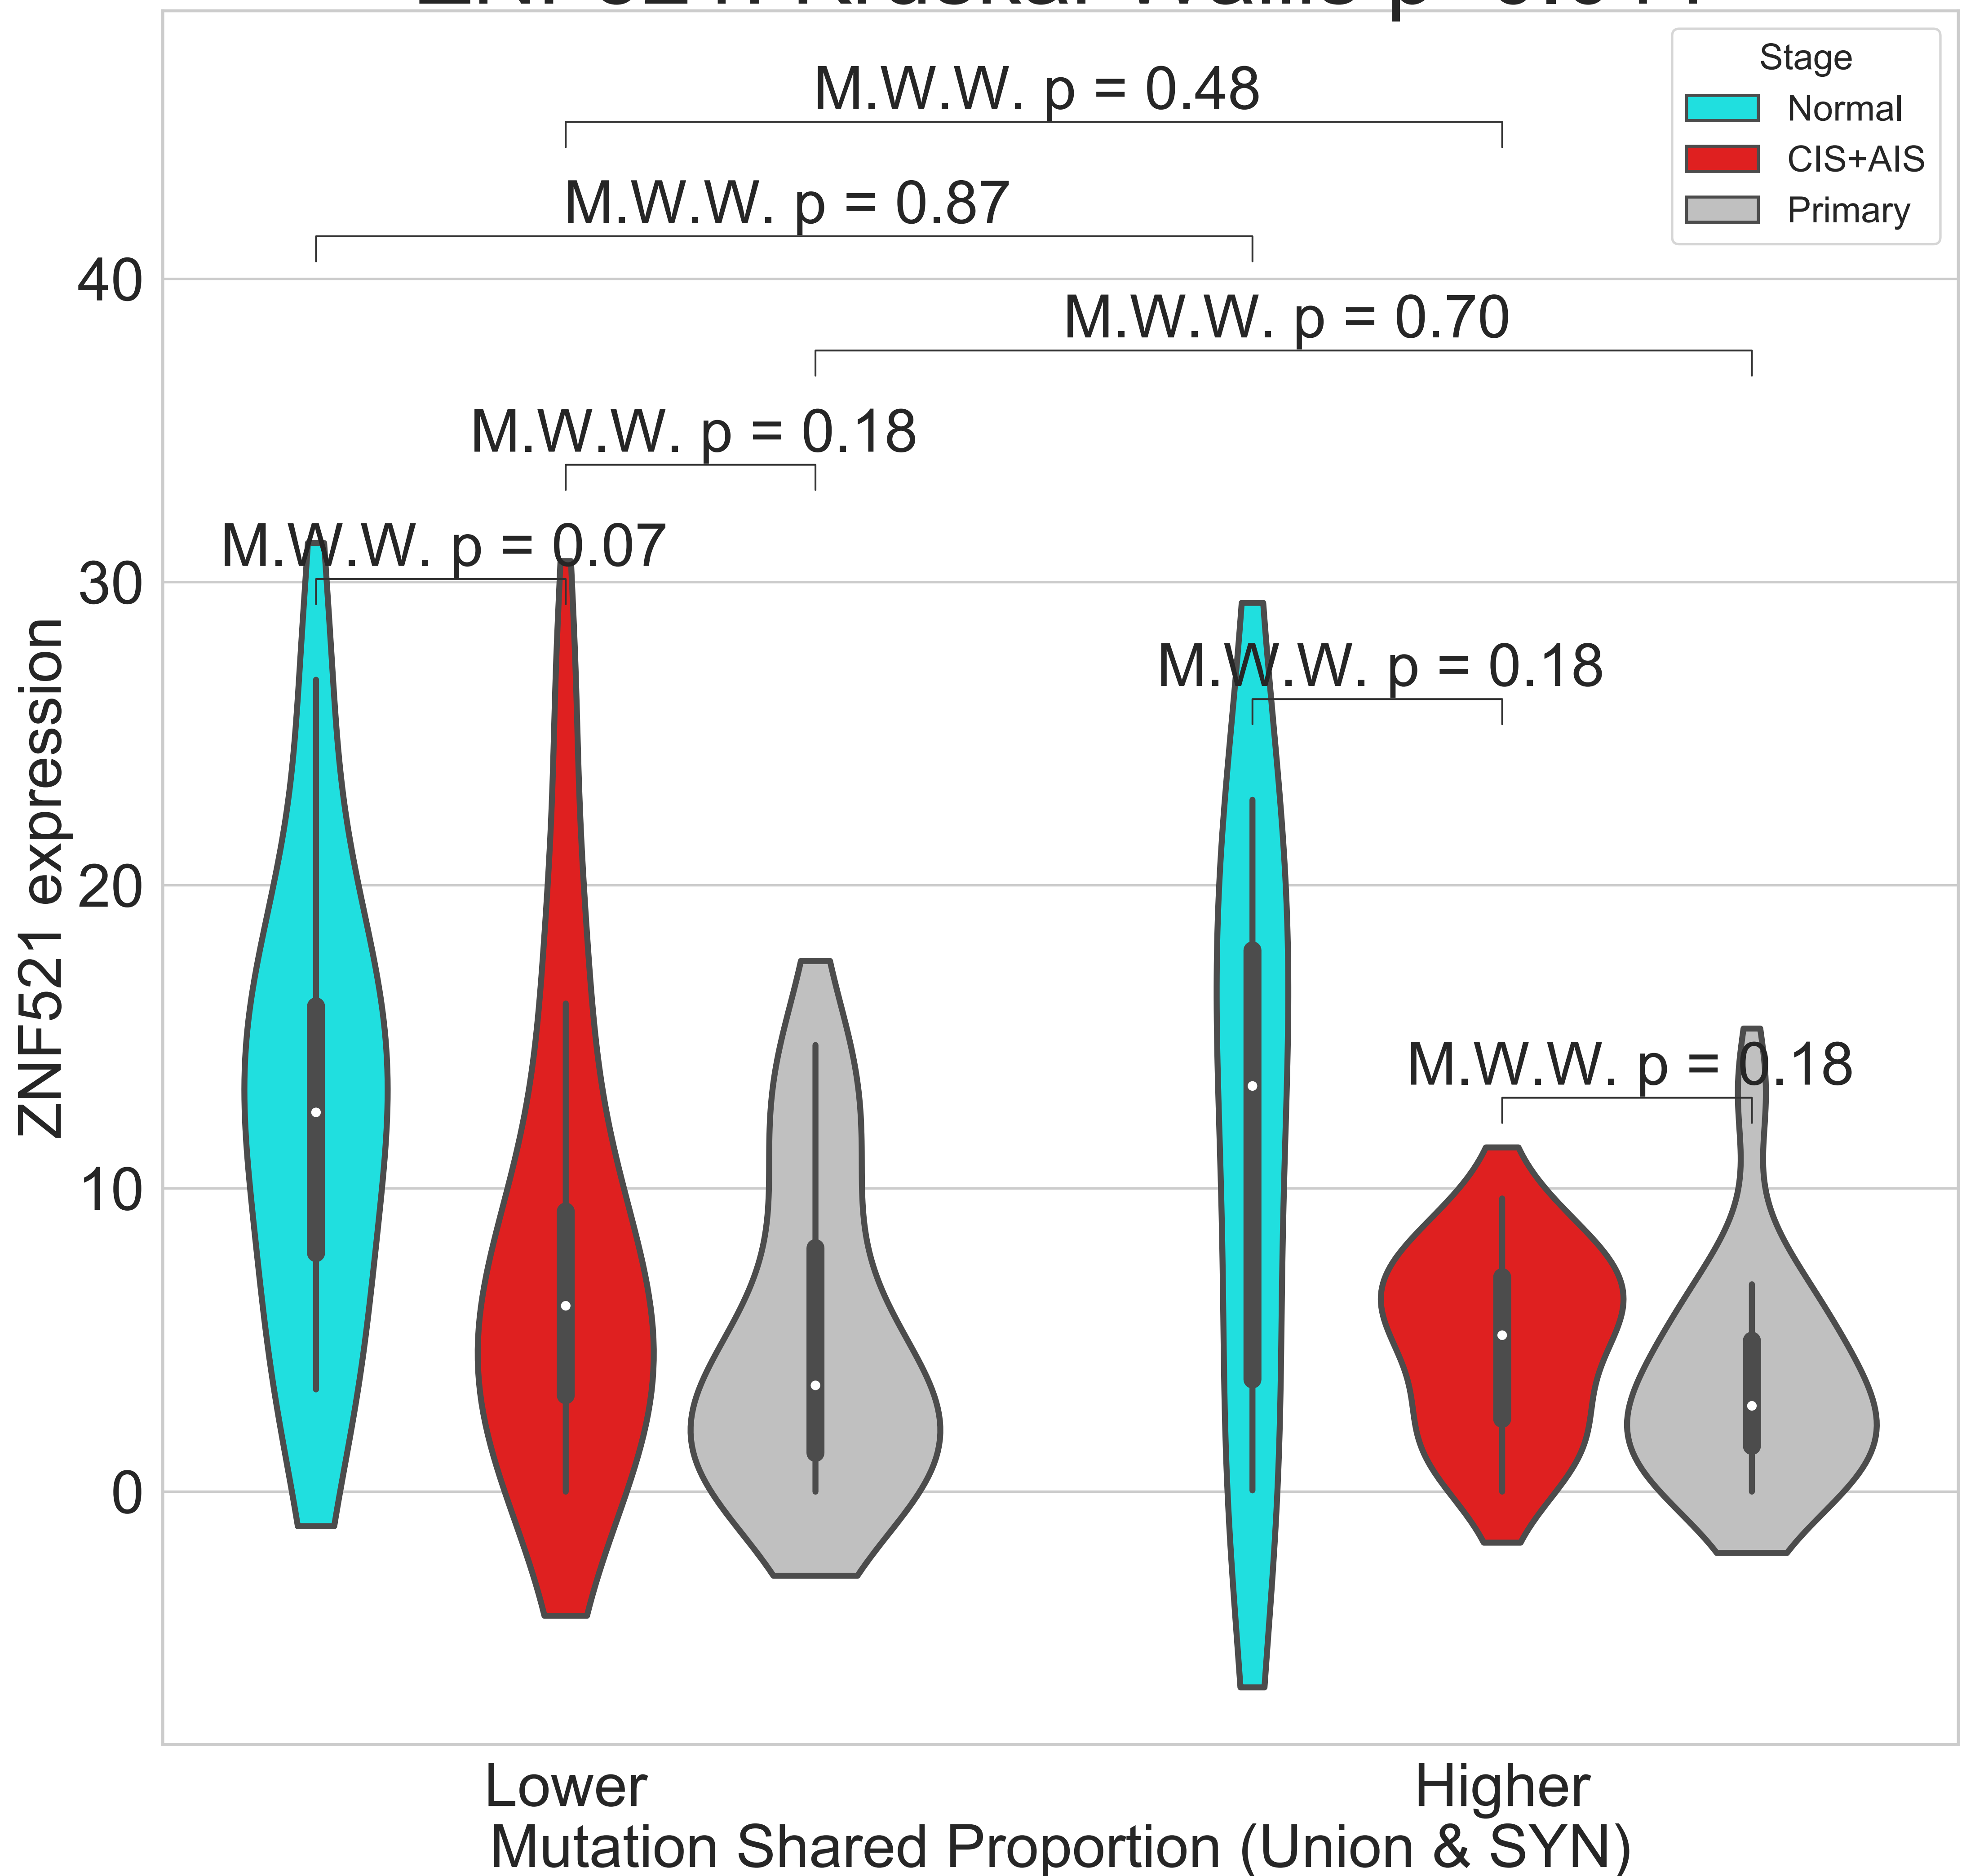 M.W.W. p = 0.48
M.W.W. p = 0.87
M.W.W. p = 0.70
M.W.W. p = 0.18
M.W.W. p = 0.07
M.W.W. p = 0.18
M.W.W. p = 0.18
Stage
Normal
CIS+AIS
Primary
40
30
20
10
0
ZNF521 expression
Lower
Higher
Mutation Shared Proportion (Union & SYN)